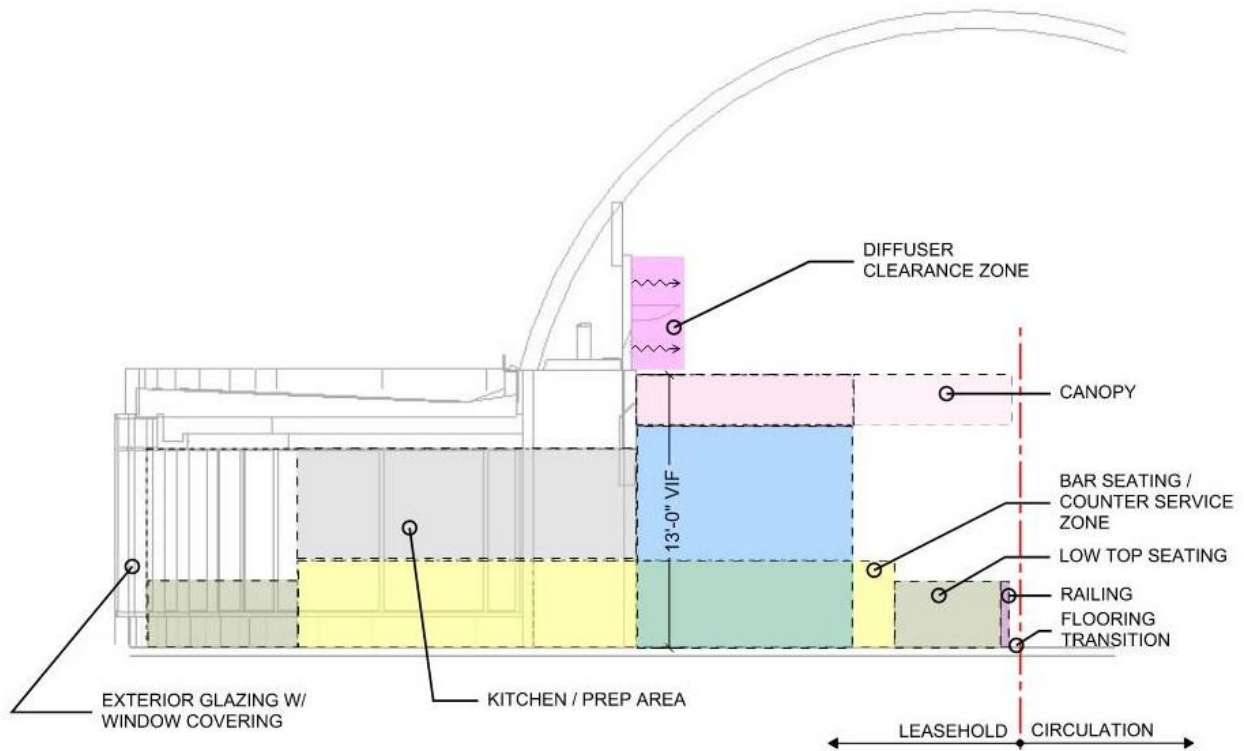 DIFFUSER
CLEARANCE ZONE
CANOPY
BAR SEATING /
COUNTER SERVICE
ZONE
13'-0" VIF
LOW TOP SEATING
RAILING
FLOORING
TRANSITION
EXTERIOR GLAZING W/
WINDOW COVERING
KITCHEN / PREP AREA
LEASEHOLD
CIRCULATION